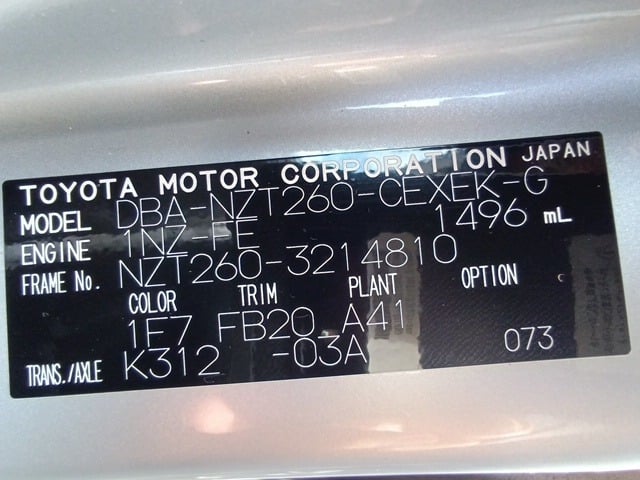 TOYOTA MOTOR CORPORATION JAPAN
MODEL DBA-NZT260-CEXEK-G
ENGINE 1NZ-FE 1496 mL
FRAME No. NZT260-3214810
COLOR TRIM PLANT OPTION
1F7 FB20 A41
TRANS./AXLE K312 -03A 073